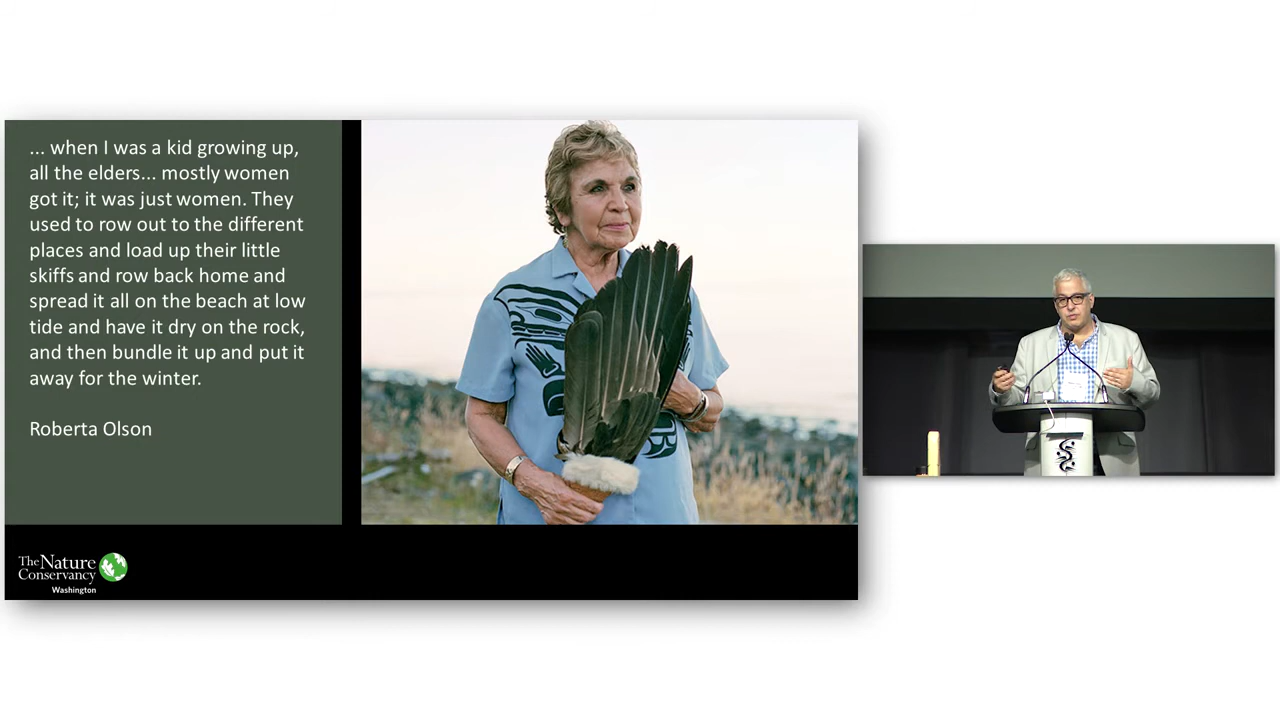 ... when I was a kid growing up,
all the elders... mostly women
got it; it was just women. They
used to row out to the different
places and load up their little
skiffs and row back home and
spread it all on the beach at low
tide and have it dry on the rock,
and then bundle it up and put it
away for the winter.
Roberta Olson
The Nature
Conservancy
Washington